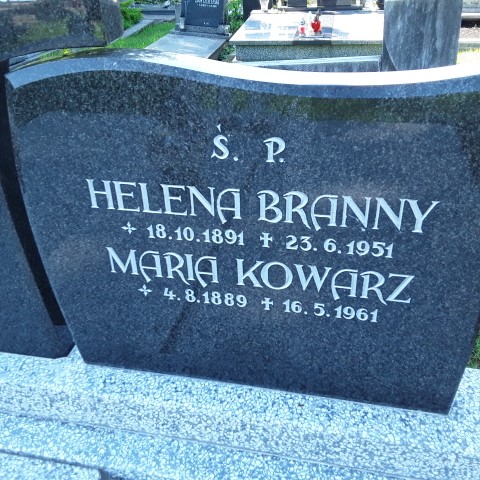 Ś. P.
HELENA BRANNY
✦ 18.10.1891 ✝ 23.6.1951
MARIA KOWARZ
✦ 4.8.1889 ✝ 16.5.1961